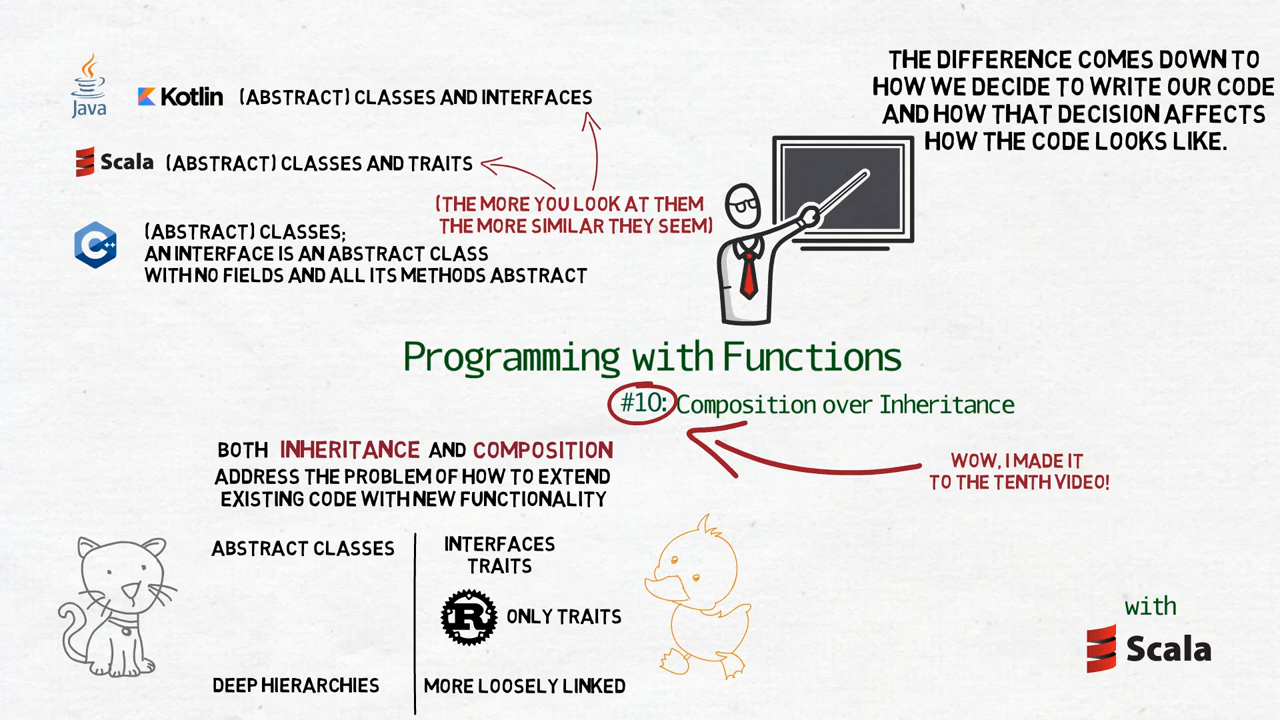 Java
Kotlin (ABSTRACT) CLASSES AND INTERFACES
Scala (ABSTRACT) CLASSES AND TRAITS
(THE MORE YOU LOOK AT THEM
THE MORE SIMILAR THEY SEEM)
C++
(ABSTRACT) CLASSES;
AN INTERFACE IS AN ABSTRACT CLASS
WITH NO FIELDS AND ALL ITS METHODS ABSTRACT
THE DIFFERENCE COMES DOWN TO
HOW WE DECIDE TO WRITE OUR CODE
AND HOW THAT DECISION AFFECTS
HOW THE CODE LOOKS LIKE.
Programming with Functions
#10: Composition over Inheritance
WOW, I MADE IT
TO THE TENTH VIDEO!
BOTH INHERITANCE AND COMPOSITION
ADDRESS THE PROBLEM OF HOW TO EXTEND
EXISTING CODE WITH NEW FUNCTIONALITY
ABSTRACT CLASSES
DEEP HIERARCHIES
INTERFACES
TRAITS
R ONLY TRAITS
MORE LOOSELY LINKED
with
Scala